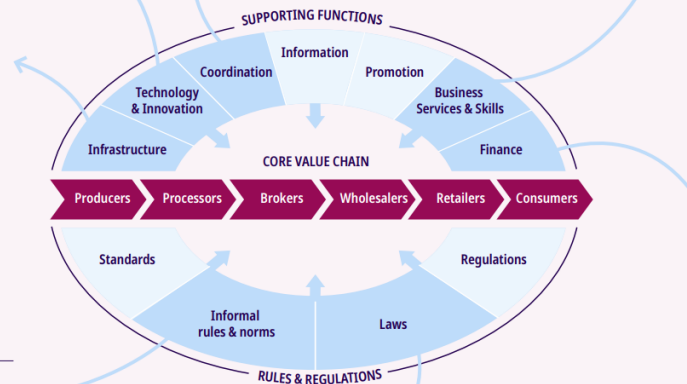 SUPPORTING FUNCTIONS
Information
Coordination
Promotion
Technology
& Innovation
Business
Services & Skills
Infrastructure
Finance
CORE VALUE CHAIN
Producers
Processors
Brokers
Wholesalers
Retailers
Consumers
Standards
Regulations
Informal
rules & norms
Laws
RULES & REGULATIONS